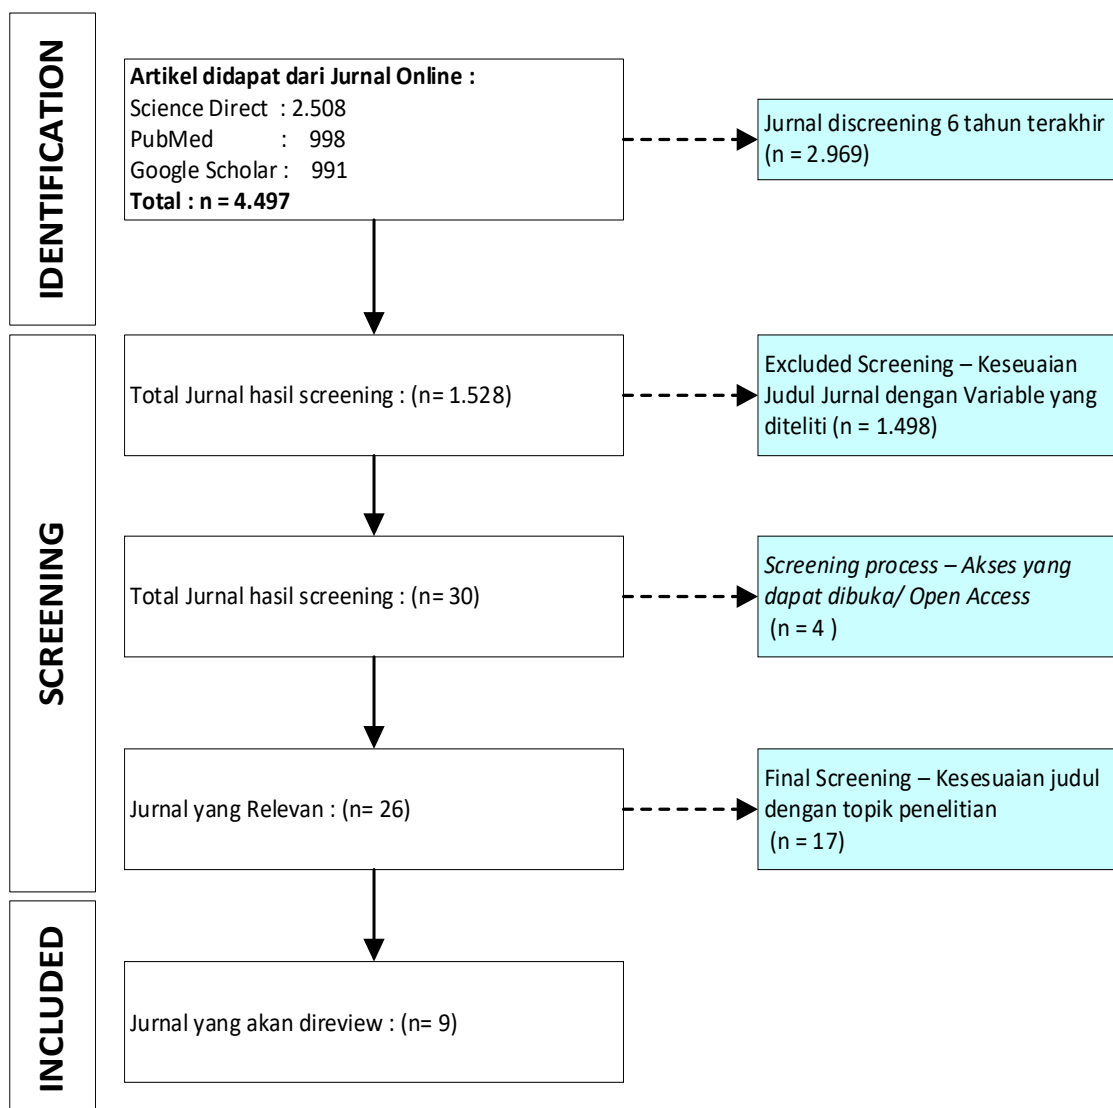 IDENTIFICATION
Artikel didapat dari Jurnal Online :
Science Direct : 2.508
PubMed : 998
Google Scholar : 991
Total : n = 4.497
Jurnal discreening 6 tahun terakhir
(n = 2.969)
SCREENING
Total Jurnal hasil screening : (n= 1.528)
Excluded Screening – Keseuaian
Judul Jurnal dengan Variable yang
diteliti (n = 1.498)
Total Jurnal hasil screening : (n= 30)
Screening process – Akses yang
dapat dibuka/ Open Access
(n = 4 )
Jurnal yang Relevan : (n= 26)
Final Screening – Kesesuaian judul
dengan topik penelitian
(n = 17)
INCLUDED
Jurnal yang akan direview : (n= 9)